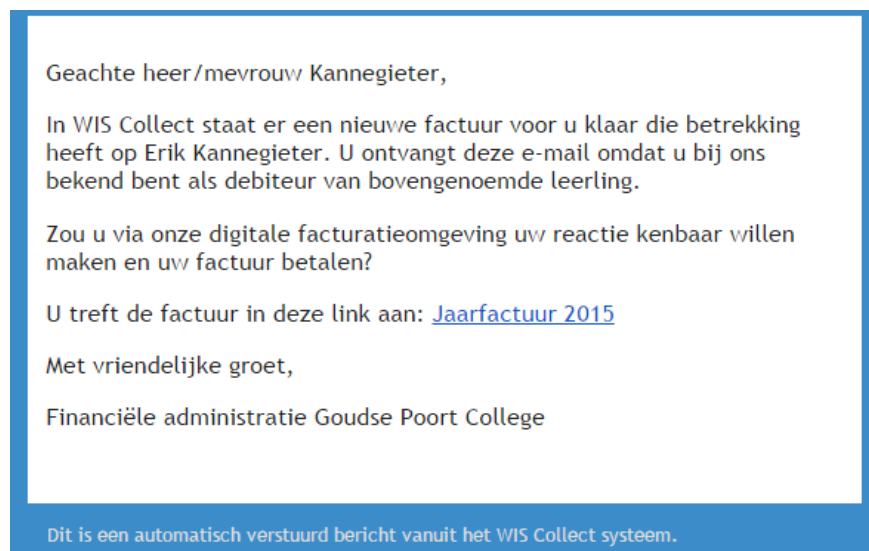 Geachte heer/mevrouw Kannegieter,
In WIS Collect staat er een nieuwe factuur voor u klaar die betrekking
heeft op Erik Kannegieter. U ontvangt deze e-mail omdat u bij ons
bekend bent als debiteur van bovengenoemde leerling.
Zou u via onze digitale facturatieomgeving uw reactie kenbaar willen
maken en uw factuur betalen?
U treft de factuur in deze link aan: Jaarfactuur 2015
Met vriendelijke groet,
Financiële administratie Goudse Poort College
Dit is een automatisch verstuurd bericht vanuit het WIS Collect systeem.